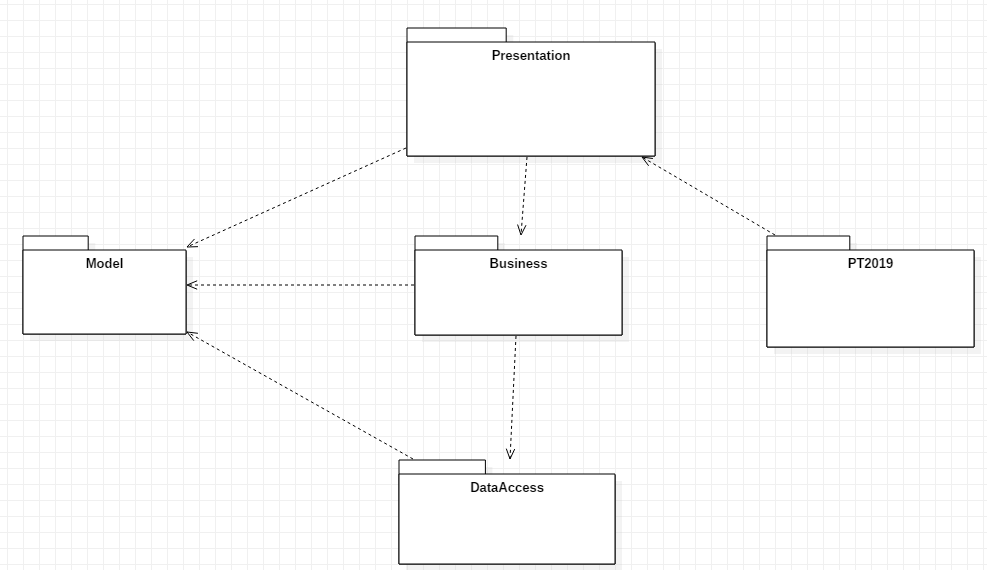 Presentation
Model
Business
PT2019
DataAccess